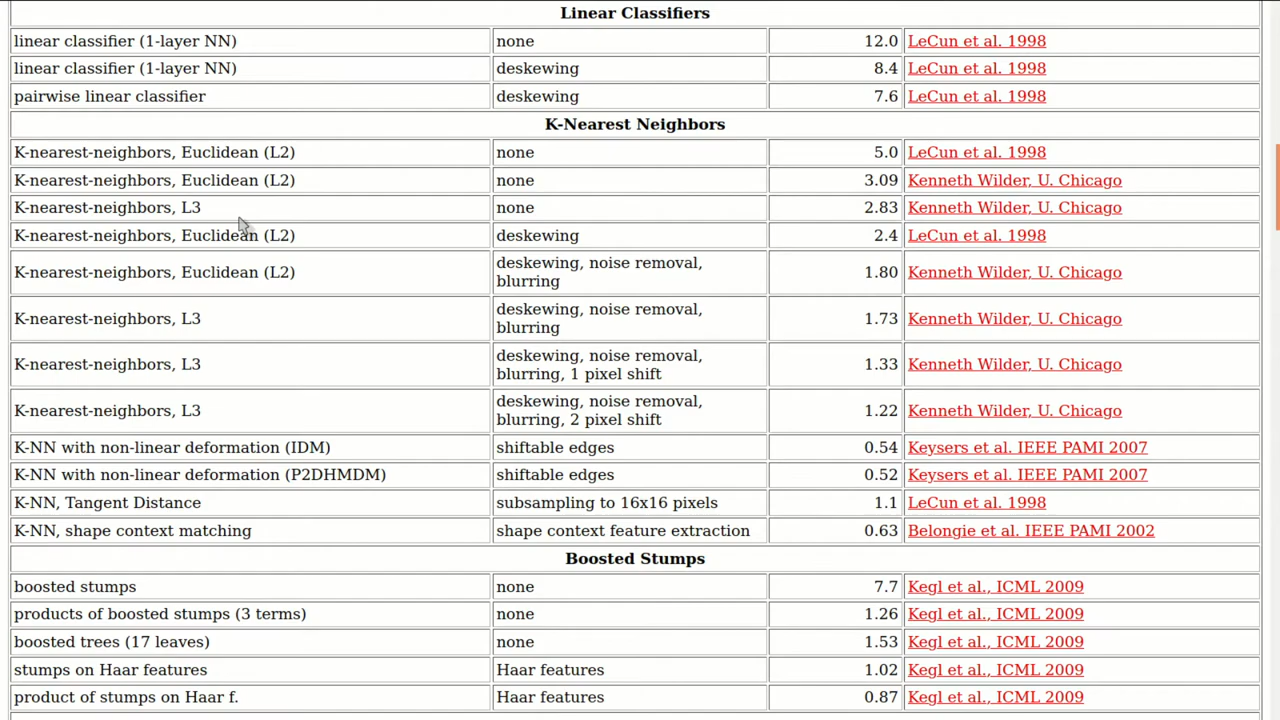 Linear Classifiers
linear classifier (1-layer NN) none 12.0 LeCun et al. 1998
linear classifier (1-layer NN) deskewing 8.4 LeCun et al. 1998
pairwise linear classifier deskewing 7.6 LeCun et al. 1998
K-Nearest Neighbors
K-nearest-neighbors, Euclidean (L2) none 5.0 LeCun et al. 1998
K-nearest-neighbors, Euclidean (L2) none 3.09 Kenneth Wilder, U. Chicago
K-nearest-neighbors, L3 none 2.83 Kenneth Wilder, U. Chicago
K-nearest-neighbors, Euclidean (L2) deskewing 2.4 LeCun et al. 1998
K-nearest-neighbors, Euclidean (L2) deskewing, noise removal,
blurring 1.80 Kenneth Wilder, U. Chicago
K-nearest-neighbors, L3 deskewing, noise removal,
blurring 1.73 Kenneth Wilder, U. Chicago
K-nearest-neighbors, L3 deskewing, noise removal,
blurring, 1 pixel shift 1.33 Kenneth Wilder, U. Chicago
K-nearest-neighbors, L3 deskewing, noise removal,
blurring, 2 pixel shift 1.22 Kenneth Wilder, U. Chicago
K-NN with non-linear deformation (IDM) shiftable edges 0.54 Keysers et al. IEEE PAMI 2007
K-NN with non-linear deformation (P2DHMDM) shiftable edges 0.52 Keysers et al. IEEE PAMI 2007
K-NN, Tangent Distance subsampling to 16x16 pixels 1.1 LeCun et al. 1998
K-NN, shape context matching shape context feature extraction 0.63 Belongie et al. IEEE PAMI 2002
Boosted Stumps
boosted stumps none 7.7 Kegl et al., ICML 2009
products of boosted stumps (3 terms) none 1.26 Kegl et al., ICML 2009
boosted trees (17 leaves) none 1.53 Kegl et al., ICML 2009
stumps on Haar features Haar features 1.02 Kegl et al., ICML 2009
product of stumps on Haar f. Haar features 0.87 Kegl et al., ICML 2009